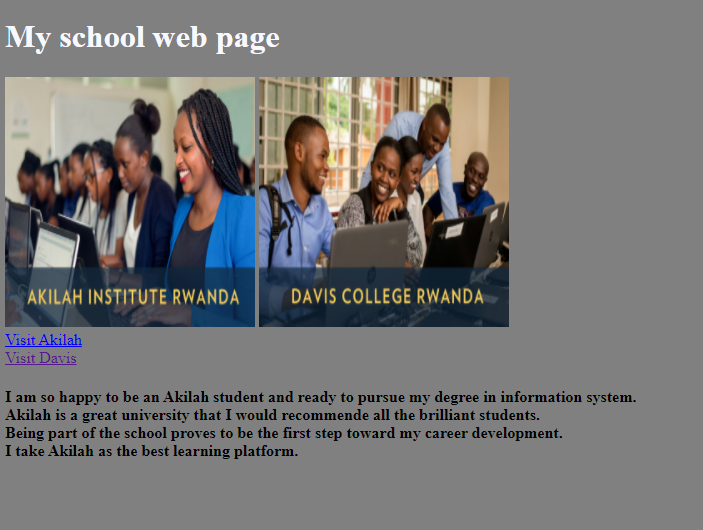 My school web page
AKILAH INSTITUTE RWANDA
DAVIS COLLEGE RWANDA
Visit Akilah
Visit Davis
I am so happy to be an Akilah student and ready to pursue my degree in information system.
Akilah is a great university that I would recommende all the brilliant students.
Being part of the school proves to be the first step toward my career development.
I take Akilah as the best learning platform.